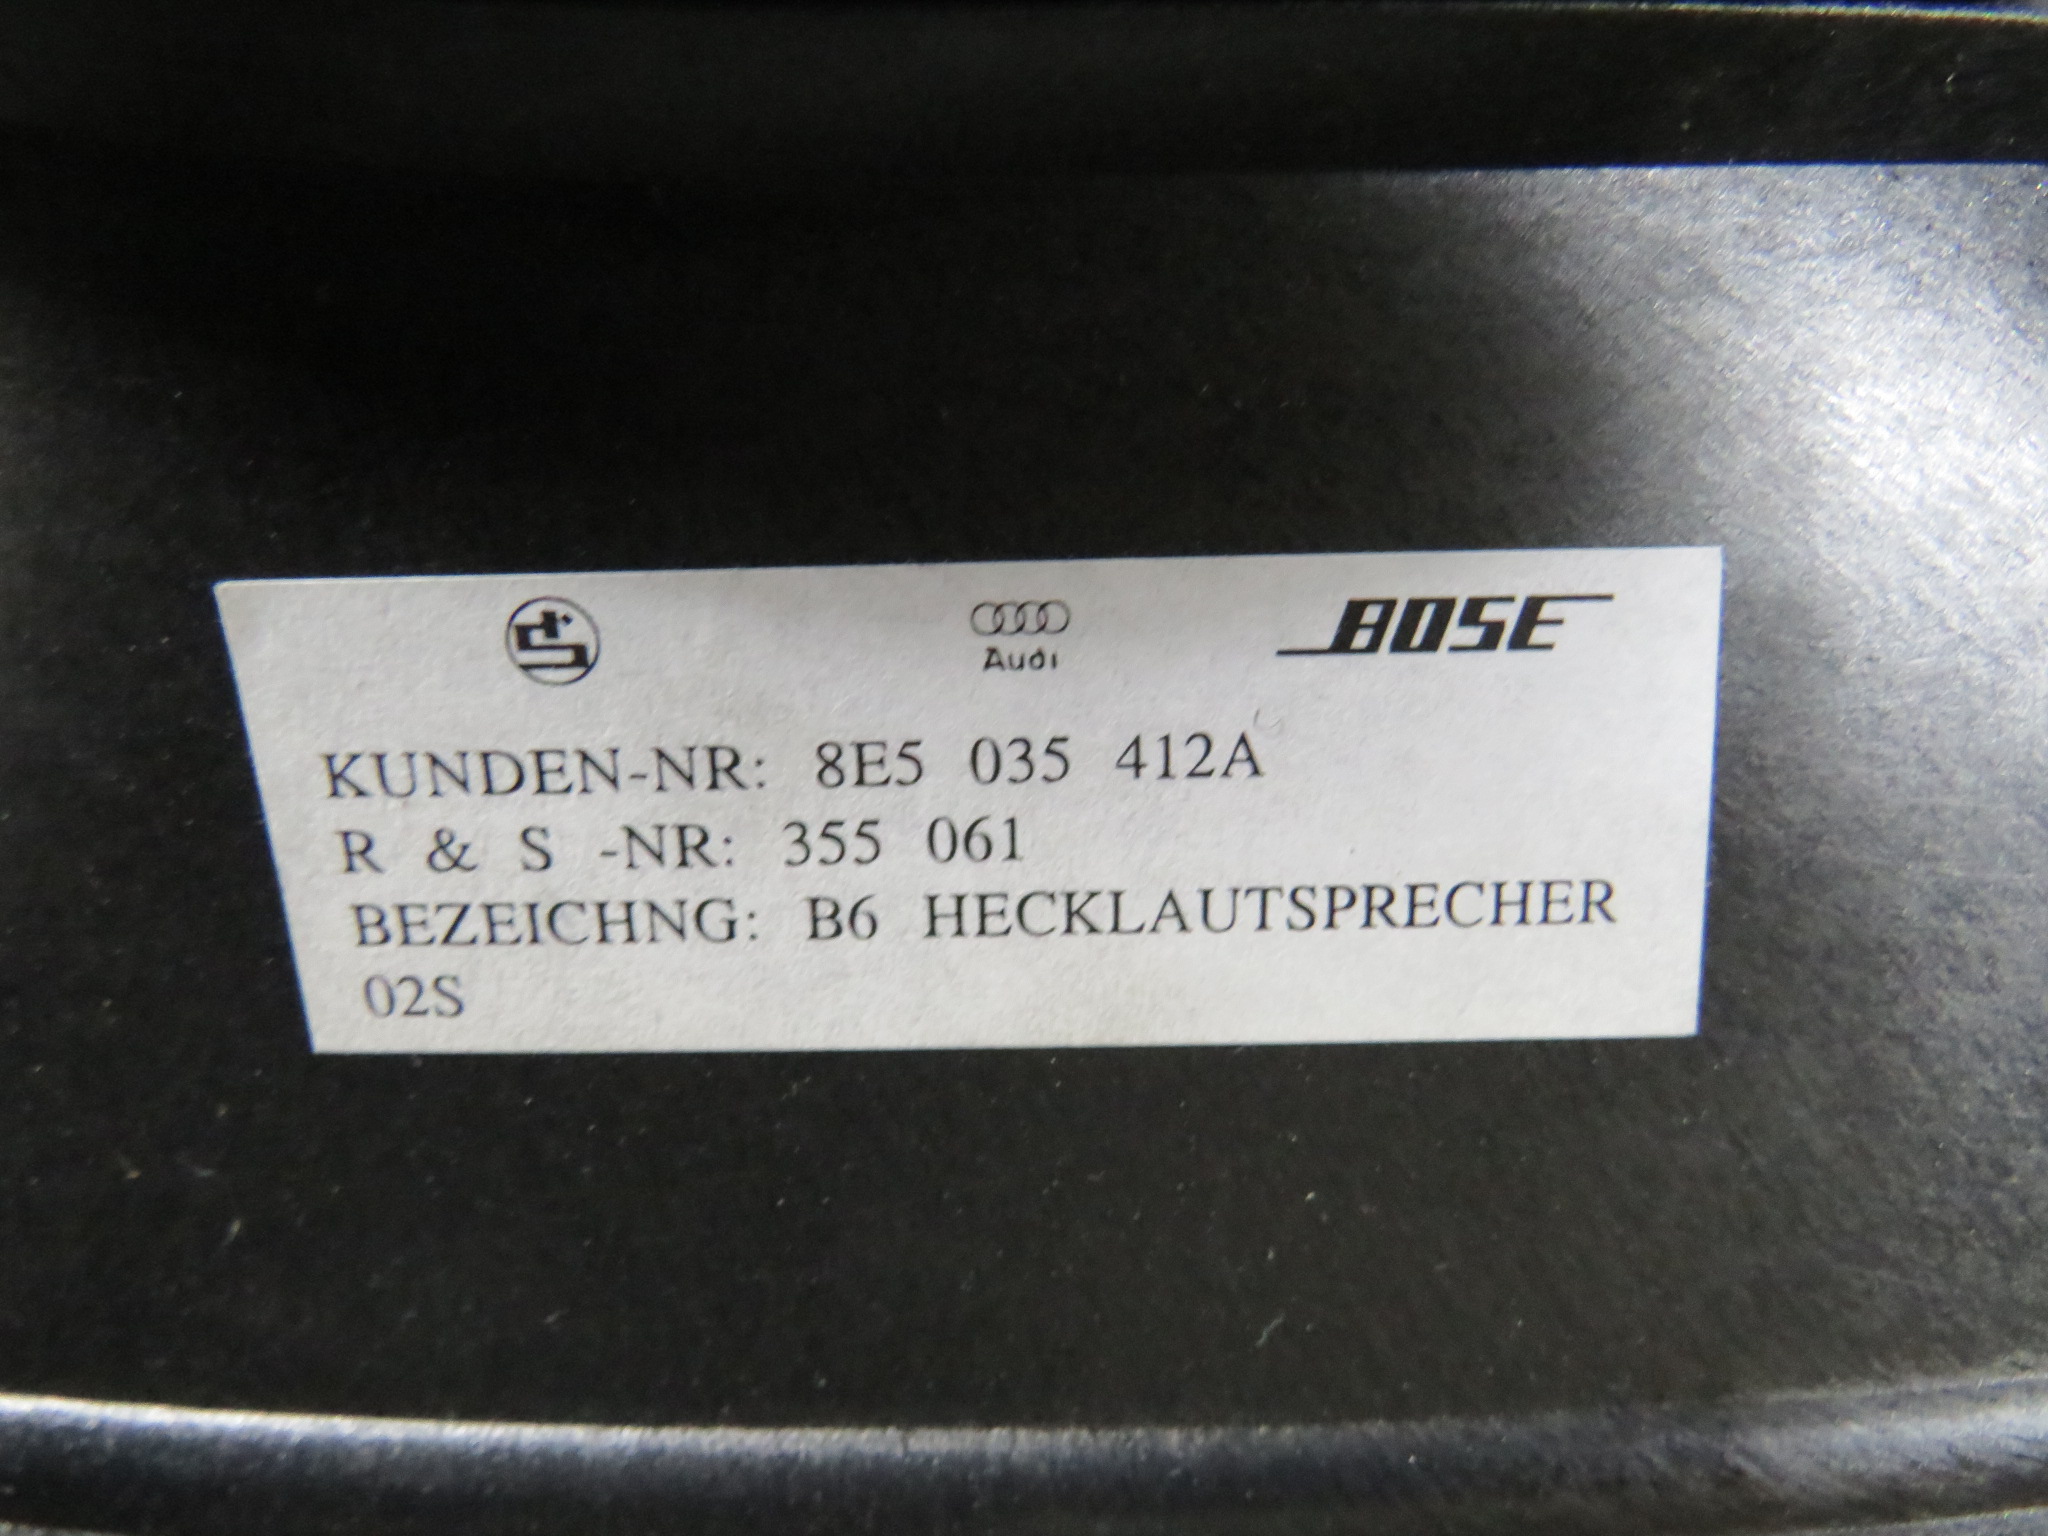 Audi BOSE
KUNDEN-NR: 8E5 035 412A
R & S -NR: 355 061
BEZEICHNG: B6 HECKLAUTSPRECHER
02S